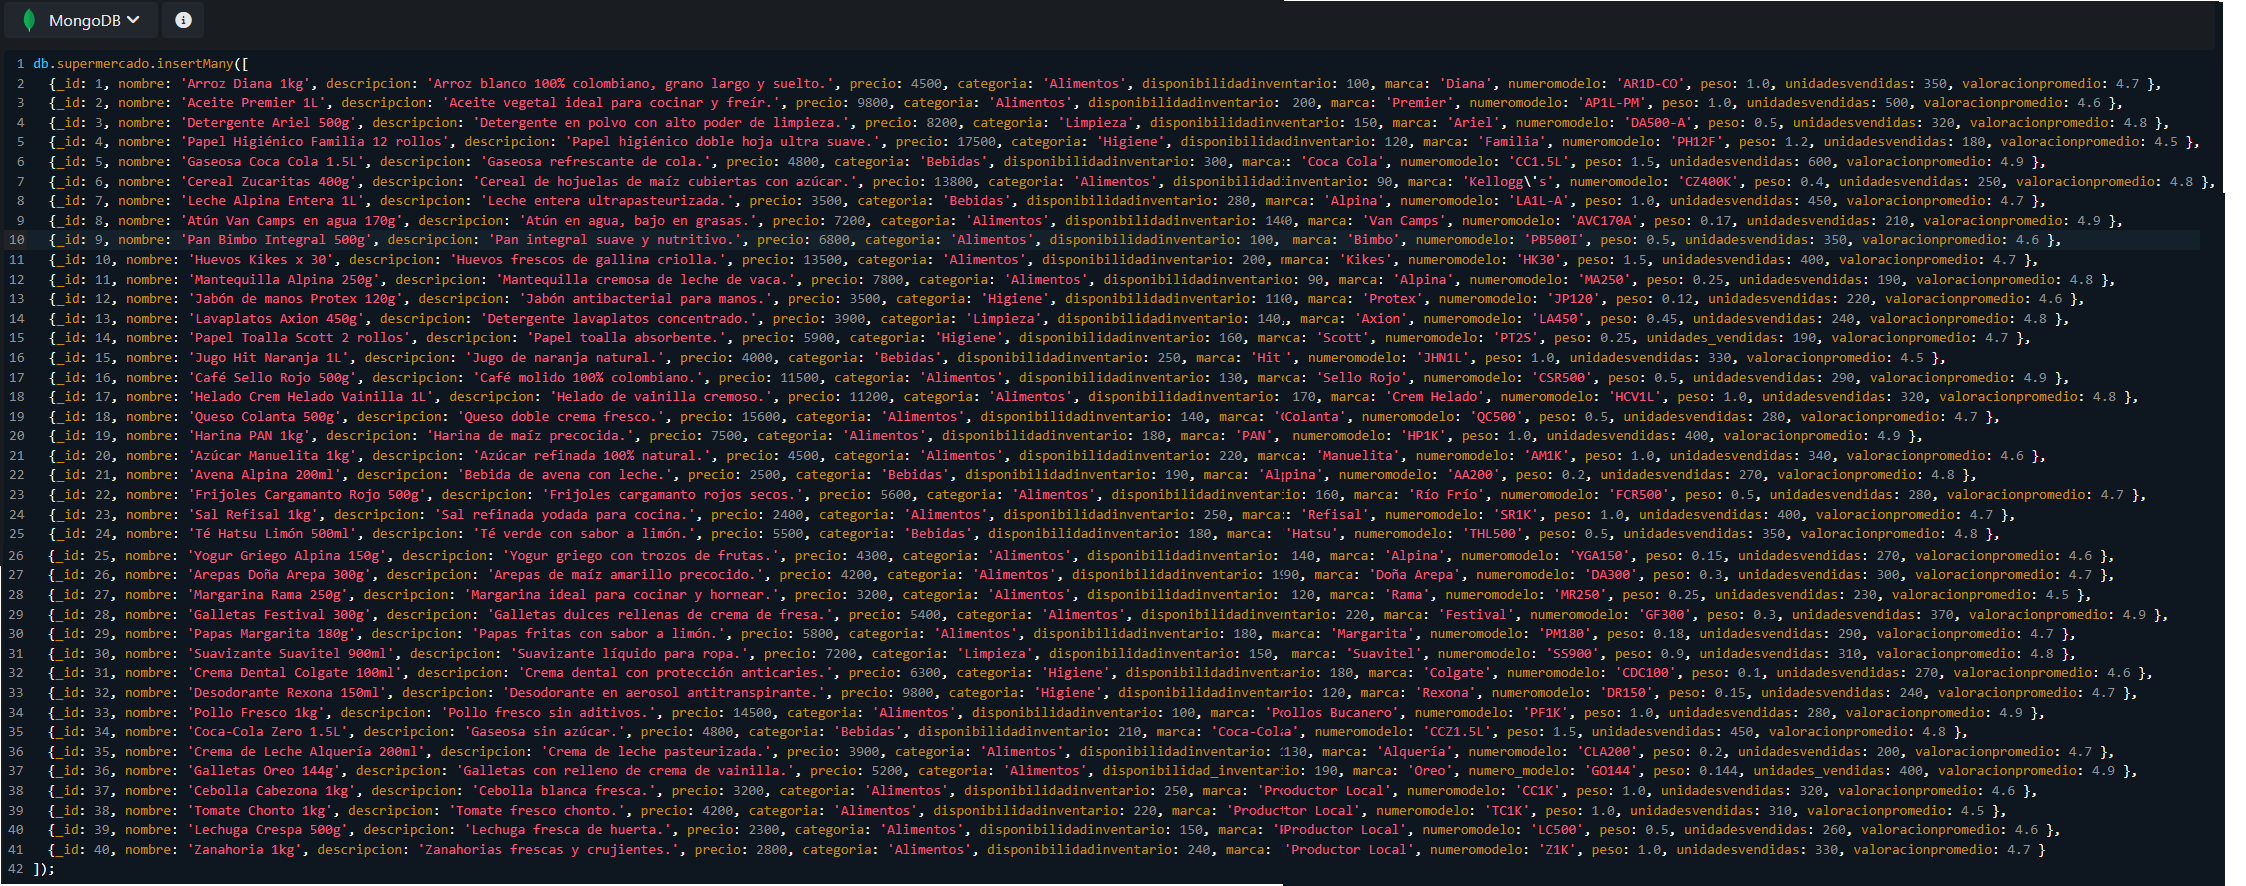 MongoDB
1 db.supermercado.insertMany([
2 {_id: 1, nombre: 'Arroz Diana 1kg', descripcion: 'Arroz blanco 100% colombiano, grano largo y suelto.', precio: 4500, categoria: 'Alimentos', disponibilidadinventario: 100, marca: 'Diana', numeromodelo: 'AR1D-CO', peso: 1.0, unidadesvendidas: 350, valoracionpromedio: 4.7 },
3 {_id: 2, nombre: 'Aceite Premier 1L', descripcion: 'Aceite vegetal ideal para cocinar y freír.', precio: 9800, categoria: 'Alimentos', disponibilidadinventario: 200, marca: 'Premier', numeromodelo: 'AP1L-PM', peso: 1.0, unidadesvendidas: 500, valoracionpromedio: 4.6 },
4 {_id: 3, nombre: 'Detergente Ariel 500g', descripcion: 'Detergente en polvo con alto poder de limpieza.', precio: 8200, categoria: 'Limpieza', disponibilidadinventario: 150, marca: 'Ariel', numeromodelo: 'DA500-A', peso: 0.5, unidadesvendidas: 320, valoracionpromedio: 4.8 },
5 {_id: 4, nombre: 'Papel Higiénico Familia 12 rollos', descripcion: 'Papel higiénico doble hoja ultra suave.', precio: 17500, categoria: 'Higiene', disponibilidadinventario: 120, marca: 'Familia', numeromodelo: 'PH12F', peso: 1.2, unidadesvendidas: 180, valoracionpromedio: 4.5 },
6 {_id: 5, nombre: 'Gaseosa Coca Cola 1.5L', descripcion: 'Gaseosa refrescante de cola.', precio: 4800, categoria: 'Bebidas', disponibilidadinventario: 300, marca: 'Coca Cola', numeromodelo: 'CC1.5L', peso: 1.5, unidadesvendidas: 600, valoracionpromedio: 4.9 },
7 {_id: 6, nombre: 'Cereal Zucaritas 400g', descripcion: 'Cereal de hojuelas de maíz cubiertas con azúcar.', precio: 13800, categoria: 'Alimentos', disponibilidadinventario: 90, marca: 'Kellogg\'s', numeromodelo: 'CZ400K', peso: 0.4, unidadesvendidas: 250, valoracionpromedio: 4.8 },
8 {_id: 7, nombre: 'Leche Alpina Entera 1L', descripcion: 'Leche entera ultrapasteurizada.', precio: 3500, categoria: 'Bebidas', disponibilidadinventario: 280, marca: 'Alpina', numeromodelo: 'LA1L-A', peso: 1.0, unidadesvendidas: 450, valoracionpromedio: 4.7 },
9 {_id: 8, nombre: 'Atún Van Camps en agua 170g', descripcion: 'Atún en agua, bajo en grasas.', precio: 7200, categoria: 'Alimentos', disponibilidadinventario: 140, marca: 'Van Camps', numeromodelo: 'AVC170A', peso: 0.17, unidadesvendidas: 210, valoracionpromedio: 4.9 },
10 {_id: 9, nombre: 'Pan Bimbo Integral 500g', descripcion: 'Pan integral suave y nutritivo.', precio: 6800, categoria: 'Alimentos', disponibilidadinventario: 100, marca: 'Bimbo', numeromodelo: 'PB500I', peso: 0.5, unidadesvendidas: 350, valoracionpromedio: 4.6 },
11 {_id: 10, nombre: 'Huevos Kikes x 30', descripcion: 'Huevos frescos de gallina criolla.', precio: 13500, categoria: 'Alimentos', disponibilidadinventario: 200, marca: 'Kikes', numeromodelo: 'HK30', peso: 1.5, unidadesvendidas: 400, valoracionpromedio: 4.7 },
12 {_id: 11, nombre: 'Mantequilla Alpina 250g', descripcion: 'Mantequilla cremosa de leche de vaca.', precio: 7800, categoria: 'Alimentos', disponibilidadinventario: 90, marca: 'Alpina', numeromodelo: 'MA250', peso: 0.25, unidadesvendidas: 190, valoracionpromedio: 4.8 },
13 {_id: 12, nombre: 'Jabón de manos Protex 120g', descripcion: 'Jabón antibacterial para manos.', precio: 3500, categoria: 'Higiene', disponibilidadinventario: 110, marca: 'Protex', numeromodelo: 'JP120', peso: 0.12, unidadesvendidas: 220, valoracionpromedio: 4.6 },
14 {_id: 13, nombre: 'Lavaplatos Axion 450g', descripcion: 'Detergente lavaplatos concentrado.', precio: 3900, categoria: 'Limpieza', disponibilidadinventario: 140, marca: 'Axion', numeromodelo: 'LA450', peso: 0.45, unidadesvendidas: 240, valoracionpromedio: 4.8 },
15 {_id: 14, nombre: 'Papel Toalla Scott 2 rollos', descripcion: 'Papel toalla absorbente.', precio: 5900, categoria: 'Higiene', disponibilidadinventario: 160, marca: 'Scott', numeromodelo: 'PT2S', peso: 0.25, unidades_vendidas: 190, valoracionpromedio: 4.7 },
16 {_id: 15, nombre: 'Jugo Hit Naranja 1L', descripcion: 'Jugo de naranja natural.', precio: 4000, categoria: 'Bebidas', disponibilidadinventario: 250, marca: 'Hit', numeromodelo: 'JHN1L', peso: 1.0, unidadesvendidas: 330, valoracionpromedio: 4.5 },
17 {_id: 16, nombre: 'Café Sello Rojo 500g', descripcion: 'Café molido 100% colombiano.', precio: 11500, categoria: 'Alimentos', disponibilidadinventario: 130, marca: 'Sello Rojo', numeromodelo: 'CSR500', peso: 0.5, unidadesvendidas: 290, valoracionpromedio: 4.9 },
18 {_id: 17, nombre: 'Helado Crem Helado Vainilla 1L', descripcion: 'Helado de vainilla cremoso.', precio: 11200, categoria: 'Alimentos', disponibilidadinventario: 170, marca: 'Crem Helado', numeromodelo: 'HCV1L', peso: 1.0, unidadesvendidas: 320, valoracionpromedio: 4.8 },
19 {_id: 18, nombre: 'Queso Colanta 500g', descripcion: 'Queso doble crema fresco.', precio: 15600, categoria: 'Alimentos', disponibilidadinventario: 140, marca: 'Colanta', numeromodelo: 'QC500', peso: 0.5, unidadesvendidas: 280, valoracionpromedio: 4.7 },
20 {_id: 19, nombre: 'Harina PAN 1kg', descripcion: 'Harina de maíz precocida.', precio: 7500, categoria: 'Alimentos', disponibilidadinventario: 180, marca: 'PAN', numeromodelo: 'HP1K', peso: 1.0, unidadesvendidas: 400, valoracionpromedio: 4.9 },
21 {_id: 20, nombre: 'Azúcar Manuelita 1kg', descripcion: 'Azúcar refinada 100% natural.', precio: 4500, categoria: 'Alimentos', disponibilidadinventario: 220, marca: 'Manuelita', numeromodelo: 'AM1K', peso: 1.0, unidadesvendidas: 340, valoracionpromedio: 4.6 },
22 {_id: 21, nombre: 'Avena Alpina 200ml', descripcion: 'Bebida de avena con leche.', precio: 2500, categoria: 'Bebidas', disponibilidadinventario: 190, marca: 'Alpina', numeromodelo: 'AA200', peso: 0.2, unidadesvendidas: 270, valoracionpromedio: 4.8 },
23 {_id: 22, nombre: 'Frijoles Cargamanto Rojo 500g', descripcion: 'Frijoles cargamanto rojos secos.', precio: 5600, categoria: 'Alimentos', disponibilidadinventario: 160, marca: 'Río Frío', numeromodelo: 'FCR500', peso: 0.5, unidadesvendidas: 280, valoracionpromedio: 4.7 },
24 {_id: 23, nombre: 'Sal Refisal 1kg', descripcion: 'Sal refinada yodada para cocina.', precio: 2400, categoria: 'Alimentos', disponibilidadinventario: 250, marca: 'Refisal', numeromodelo: 'SR1K', peso: 1.0, unidadesvendidas: 400, valoracionpromedio: 4.7 },
25 {_id: 24, nombre: 'Té Hatsu Limón 500ml', descripcion: 'Té verde con sabor a limón.', precio: 5500, categoria: 'Bebidas', disponibilidadinventario: 180, marca: 'Hatsu', numeromodelo: 'THL500', peso: 0.5, unidadesvendidas: 350, valoracionpromedio: 4.8 },
26 {_id: 25, nombre: 'Yogur Griego Alpina 150g', descripcion: 'Yogur griego con trozos de frutas.', precio: 4300, categoria: 'Alimentos', disponibilidadinventario: 140, marca: 'Alpina', numeromodelo: 'YGA150', peso: 0.15, unidadesvendidas: 270, valoracionpromedio: 4.6 },
27 {_id: 26, nombre: 'Arepas Doña Arepa 300g', descripcion: 'Arepas de maíz amarillo precocido.', precio: 4200, categoria: 'Alimentos', disponibilidadinventario: 190, marca: 'Doña Arepa', numeromodelo: 'DA300', peso: 0.3, unidadesvendidas: 300, valoracionpromedio: 4.7 },
28 {_id: 27, nombre: 'Margarina Rama 250g', descripcion: 'Margarina ideal para cocinar y hornear.', precio: 3200, categoria: 'Alimentos', disponibilidadinventario: 120, marca: 'Rama', numeromodelo: 'MR250', peso: 0.25, unidadesvendidas: 230, valoracionpromedio: 4.5 },
29 {_id: 28, nombre: 'Galletas Festival 300g', descripcion: 'Galletas dulces rellenas de crema de fresa.', precio: 5400, categoria: 'Alimentos', disponibilidadinventario: 220, marca: 'Festival', numeromodelo: 'GF300', peso: 0.3, unidadesvendidas: 370, valoracionpromedio: 4.9 },
30 {_id: 29, nombre: 'Papas Margarita 180g', descripcion: 'Papas fritas con sabor a limón.', precio: 5800, categoria: 'Alimentos', disponibilidadinventario: 180, marca: 'Margarita', numeromodelo: 'PM180', peso: 0.18, unidadesvendidas: 290, valoracionpromedio: 4.7 },
31 {_id: 30, nombre: 'Suavizante Suavitel 900ml', descripcion: 'Suavizante líquido para ropa.', precio: 7200, categoria: 'Limpieza', disponibilidadinventario: 150, marca: 'Suavitel', numeromodelo: 'SS900', peso: 0.9, unidadesvendidas: 310, valoracionpromedio: 4.8 },
32 {_id: 31, nombre: 'Crema Dental Colgate 100ml', descripcion: 'Crema dental con protección anticaries.', precio: 6300, categoria: 'Higiene', disponibilidadinventario: 180, marca: 'Colgate', numeromodelo: 'CDC100', peso: 0.1, unidadesvendidas: 270, valoracionpromedio: 4.6 },
33 {_id: 32, nombre: 'Desodorante Rexona 150ml', descripcion: 'Desodorante en aerosol antitranspirante.', precio: 9800, categoria: 'Higiene', disponibilidadinventario: 120, marca: 'Rexona', numeromodelo: 'DR150', peso: 0.15, unidadesvendidas: 240, valoracionpromedio: 4.7 },
34 {_id: 33, nombre: 'Pollo Fresco 1kg', descripcion: 'Pollo fresco sin aditivos.', precio: 14500, categoria: 'Alimentos', disponibilidadinventario: 100, marca: 'Pollos Bucanero', numeromodelo: 'PF1K', peso: 1.0, unidadesvendidas: 280, valoracionpromedio: 4.9 },
35 {_id: 34, nombre: 'Coca-Cola Zero 1.5L', descripcion: 'Gaseosa sin azúcar.', precio: 4800, categoria: 'Bebidas', disponibilidadinventario: 210, marca: 'Coca-Cola', numeromodelo: 'CCZ1.5L', peso: 1.5, unidadesvendidas: 450, valoracionpromedio: 4.8 },
36 {_id: 35, nombre: 'Crema de Leche Alquería 200ml', descripcion: 'Crema de leche pasteurizada.', precio: 3900, categoria: 'Alimentos', disponibilidadinventario: 130, marca: 'Alquería', numeromodelo: 'CLA200', peso: 0.2, unidadesvendidas: 200, valoracionpromedio: 4.7 },
37 {_id: 36, nombre: 'Galletas Oreo 144g', descripcion: 'Galletas con relleno de crema de vainilla.', precio: 5200, categoria: 'Alimentos', disponibilidad_inventario: 190, marca: 'Oreo', numero_modelo: 'GO144', peso: 0.144, unidades_vendidas: 400, valoracionpromedio: 4.9 },
38 {_id: 37, nombre: 'Cebolla Cabezona 1kg', descripcion: 'Cebolla blanca fresca.', precio: 3200, categoria: 'Alimentos', disponibilidadinventario: 250, marca: 'Productor Local', numeromodelo: 'CC1K', peso: 1.0, unidadesvendidas: 320, valoracionpromedio: 4.6 },
39 {_id: 38, nombre: 'Tomate Chonto 1kg', descripcion: 'Tomate fresco chonto.', precio: 4200, categoria: 'Alimentos', disponibilidadinventario: 220, marca: 'Productor Local', numeromodelo: 'TC1K', peso: 1.0, unidadesvendidas: 310, valoracionpromedio: 4.5 },
40 {_id: 39, nombre: 'Lechuga Crespa 500g', descripcion: 'Lechuga fresca de huerta.', precio: 2300, categoria: 'Alimentos', disponibilidadinventario: 150, marca: 'Productor Local', numeromodelo: 'LC500', peso: 0.5, unidadesvendidas: 260, valoracionpromedio: 4.6 },
41 {_id: 40, nombre: 'Zanahoria 1kg', descripcion: 'Zanahorias frescas y crujientes.', precio: 2800, categoria: 'Alimentos', disponibilidadinventario: 240, marca: 'Productor Local', numeromodelo: 'Z1K', peso: 1.0, unidadesvendidas: 330, valoracionpromedio: 4.7 }
42 ]);